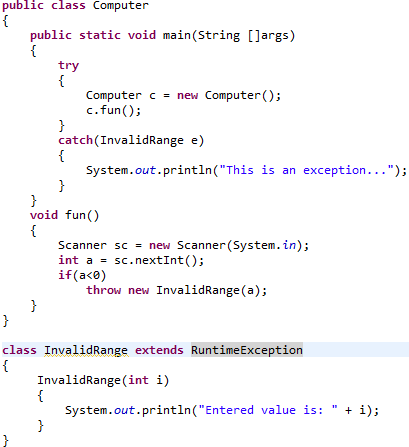 public class Computer
{
    public static void main(String []args)
    {
        try
        {
            Computer c = new Computer();
            c.fun();
        }
        catch(InvalidRange e)
        {
            System.out.println("This is an exception...");
        }
    }
    void fun()
    {
        Scanner sc = new Scanner(System.in);
        int a = sc.nextInt();
        if(a<0)
            throw new InvalidRange(a);
    }
}
class InvalidRange extends RuntimeException
{
     InvalidRange(int i)
     {
         System.out.println("Entered value is: " + i);
     }
}